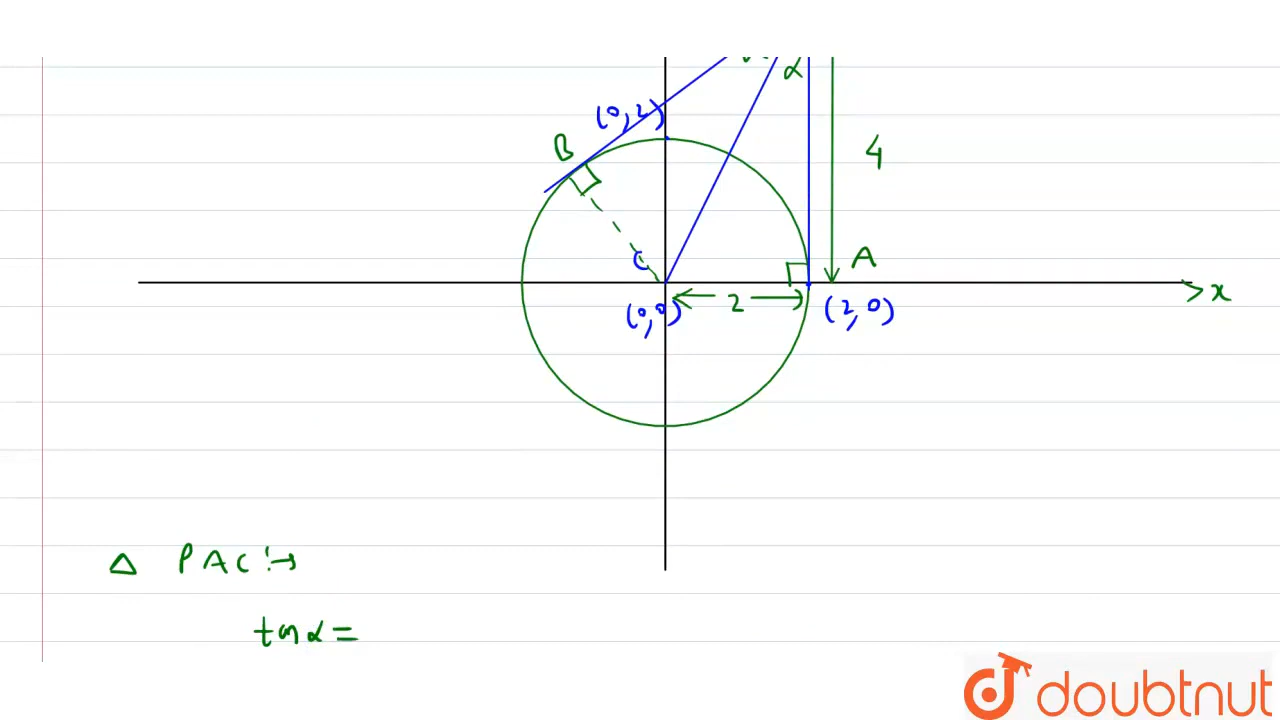 α
(0,2)
B
4
C
A
(0,0)
2
(2,0)
x
Δ PAC :→
tanα =
doubtnut